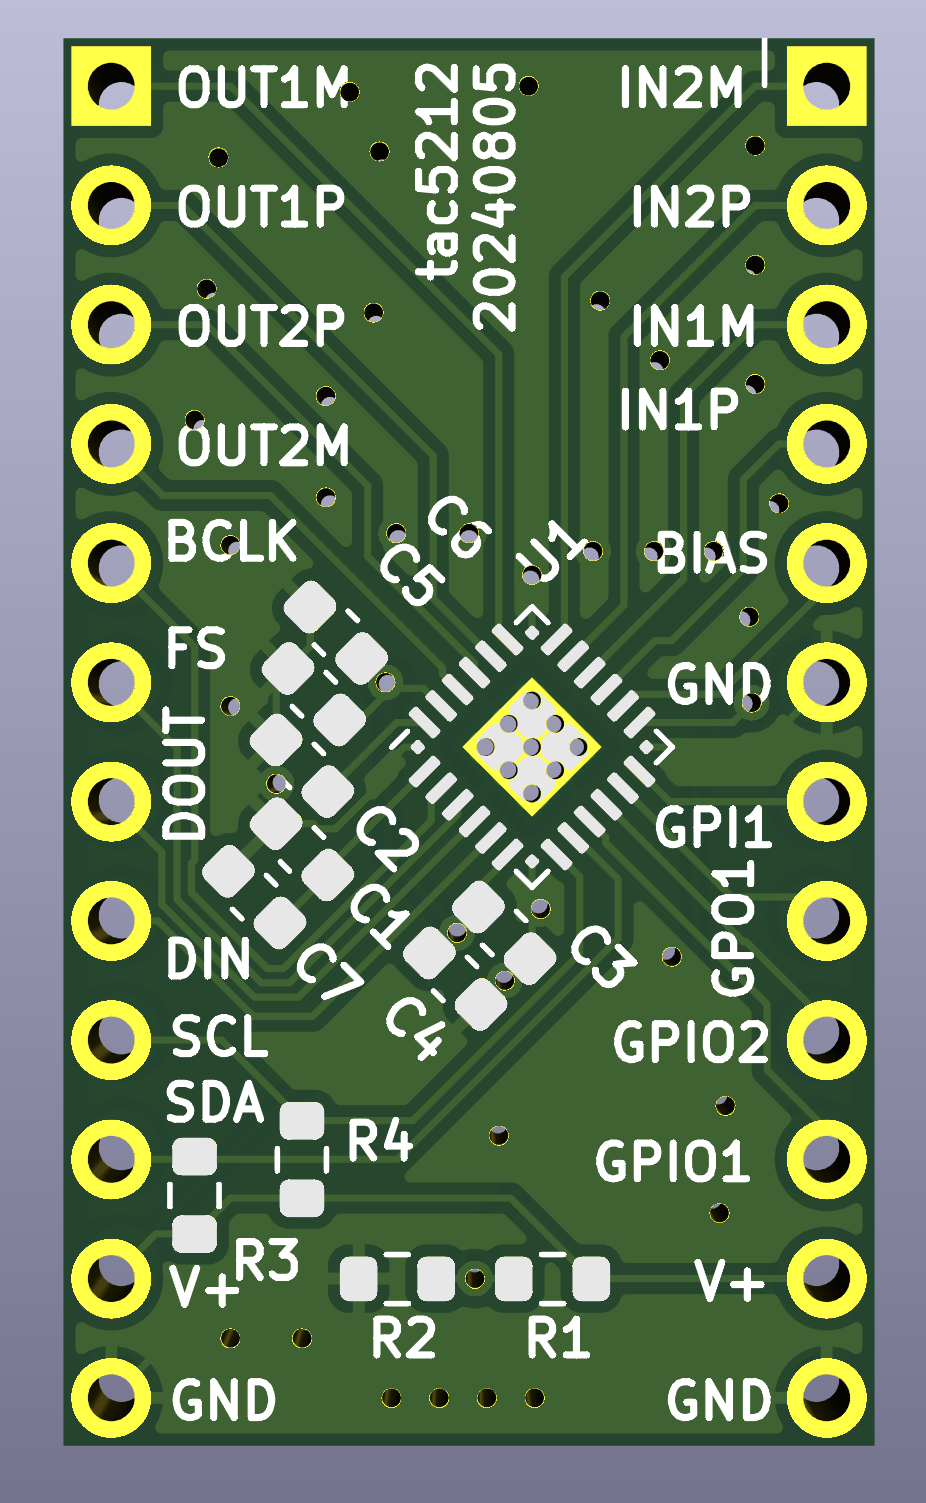 OUT1M
tac5212
20240805
IN2M
OUT1P
IN2P
OUT2P
IN1M
IN1P
OUT2M
BCLK
C6
C5
U1
BIAS
FS
GND
DOUT
C2
GPI1
C1
GPO1
DIN
C7
C3
SCL
C4
GPIO2
SDA
R4
GPIO1
R3
V+
V+
R2
R1
GND
GND